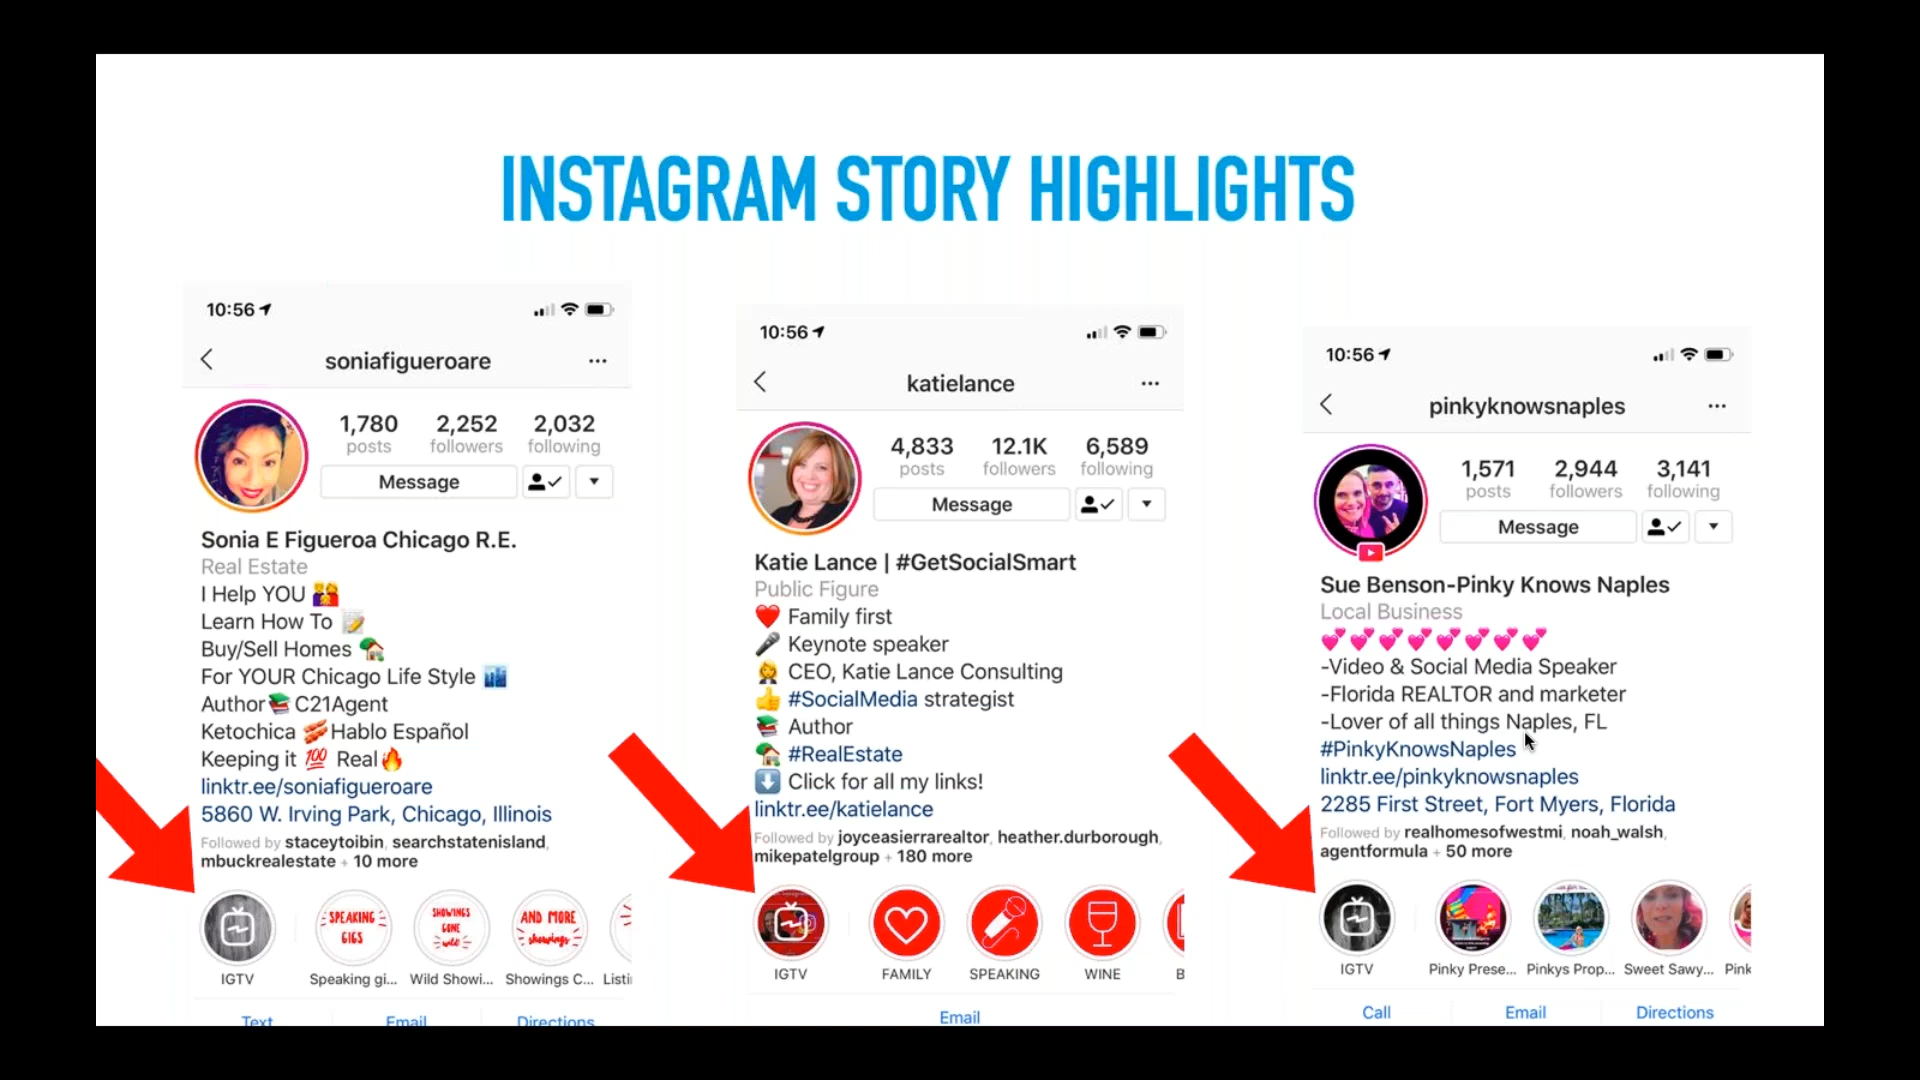 INSTAGRAM STORY HIGHLIGHTS
10:56
soniafigueroare
1,780 2,252 2,032
posts followers following
Message
Sonia E Figueroa Chicago R.E.
Real Estate
I Help YOU 👫
Learn How To 📝
Buy/Sell Homes 🏡
For YOUR Chicago Life Style 🏙
Author📚C21Agent
Ketochica 🥓Hablo Español
Keeping it 💯 Real🔥
linktr.ee/soniafigueroare
5860 W. Irving Park, Chicago, Illinois
Followed by staceytoibin, searchstatenisland,
mbuckrealestate + 10 more
SPEAKING
GIGS
SHOWINGS
GONE
wild
AND MORE
showings
IGTV Speaking gi... Wild Showi... Showings C... Listi
Text Email Directions
10:56
katielance
4,833 12.1K 6,589
posts followers following
Message
Katie Lance | #GetSocialSmart
Public Figure
❤️ Family first
🎤 Keynote speaker
👩‍💼 CEO, Katie Lance Consulting
👍 #SocialMedia strategist
📚 Author
🏡 #RealEstate
⬇️ Click for all my links!
linktr.ee/katielance
Followed by joyceasierrarealtor, heather.durborough,
mikepatelgroup + 180 more
IGTV FAMILY SPEAKING WINE B
Email
10:56
pinkyknowsnaples
1,571 2,944 3,141
posts followers following
Message
Sue Benson-Pinky Knows Naples
Local Business
💕💕💕💕💕💕💕💕
-Video & Social Media Speaker
-Florida REALTOR and marketer
-Lover of all things Naples, FL
#PinkyKnowsNaples
linktr.ee/pinkyknowsnaples
2285 First Street, Fort Myers, Florida
Followed by realhomesofwestmi, noah_walsh,
agentformula + 50 more
IGTV Pinky Prese... Pinkys Prop... Sweet Sawy... Pink
Call Email Directions